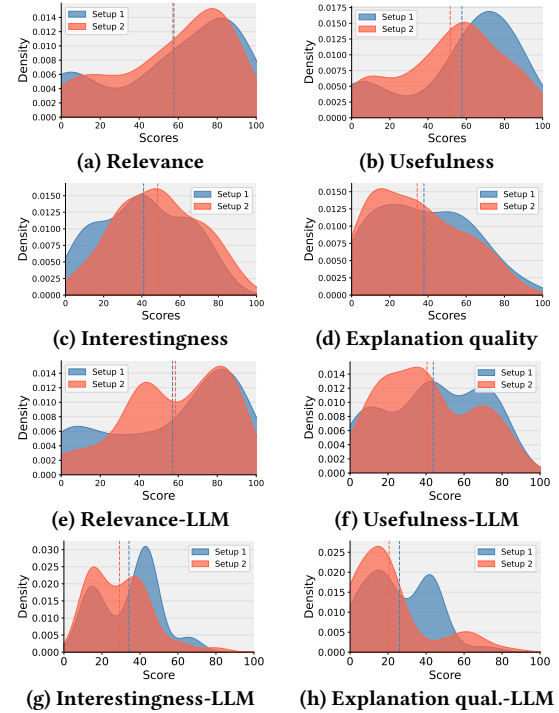 Density
0.014
0.012
0.010
0.008
0.006
0.004
0.002
0.000
0 20 40 60 80 100
Scores
Setup 1
Setup 2
(a) Relevance
Density
0.0175
0.0150
0.0125
0.0100
0.0075
0.0050
0.0025
0.0000
0 20 40 60 80 100
Scores
Setup 1
Setup 2
(b) Usefulness
Density
0.0150
0.0125
0.0100
0.0075
0.0050
0.0025
0.0000
0 20 40 60 80 100
Scores
Setup 1
Setup 2
(c) Interestingness
Density
0.0150
0.0125
0.0100
0.0075
0.0050
0.0025
0.0000
0 20 40 60 80 100
Scores
Setup 1
Setup 2
(d) Explanation quality
Density
0.014
0.012
0.010
0.008
0.006
0.004
0.002
0.000
0 20 40 60 80 100
Score
Setup 1
Setup 2
(e) Relevance-LLM
Density
0.014
0.012
0.010
0.008
0.006
0.004
0.002
0.000
0 20 40 60 80 100
Score
Setup 1
Setup 2
(f) Usefulness-LLM
Density
0.030
0.025
0.020
0.015
0.010
0.005
0.000
0 20 40 60 80 100
Score
Setup 1
Setup 2
(g) Interestingness-LLM
Density
0.025
0.020
0.015
0.010
0.005
0.000
0 20 40 60 80 100
Score
Setup 1
Setup 2
(h) Explanation qual.-LLM